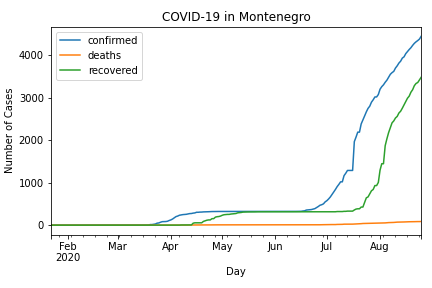 COVID-19 in Montenegro
confirmed
deaths
recovered
Number of Cases
4000
3000
2000
1000
0
Feb Mar Apr May Jun Jul Aug
2020
Day